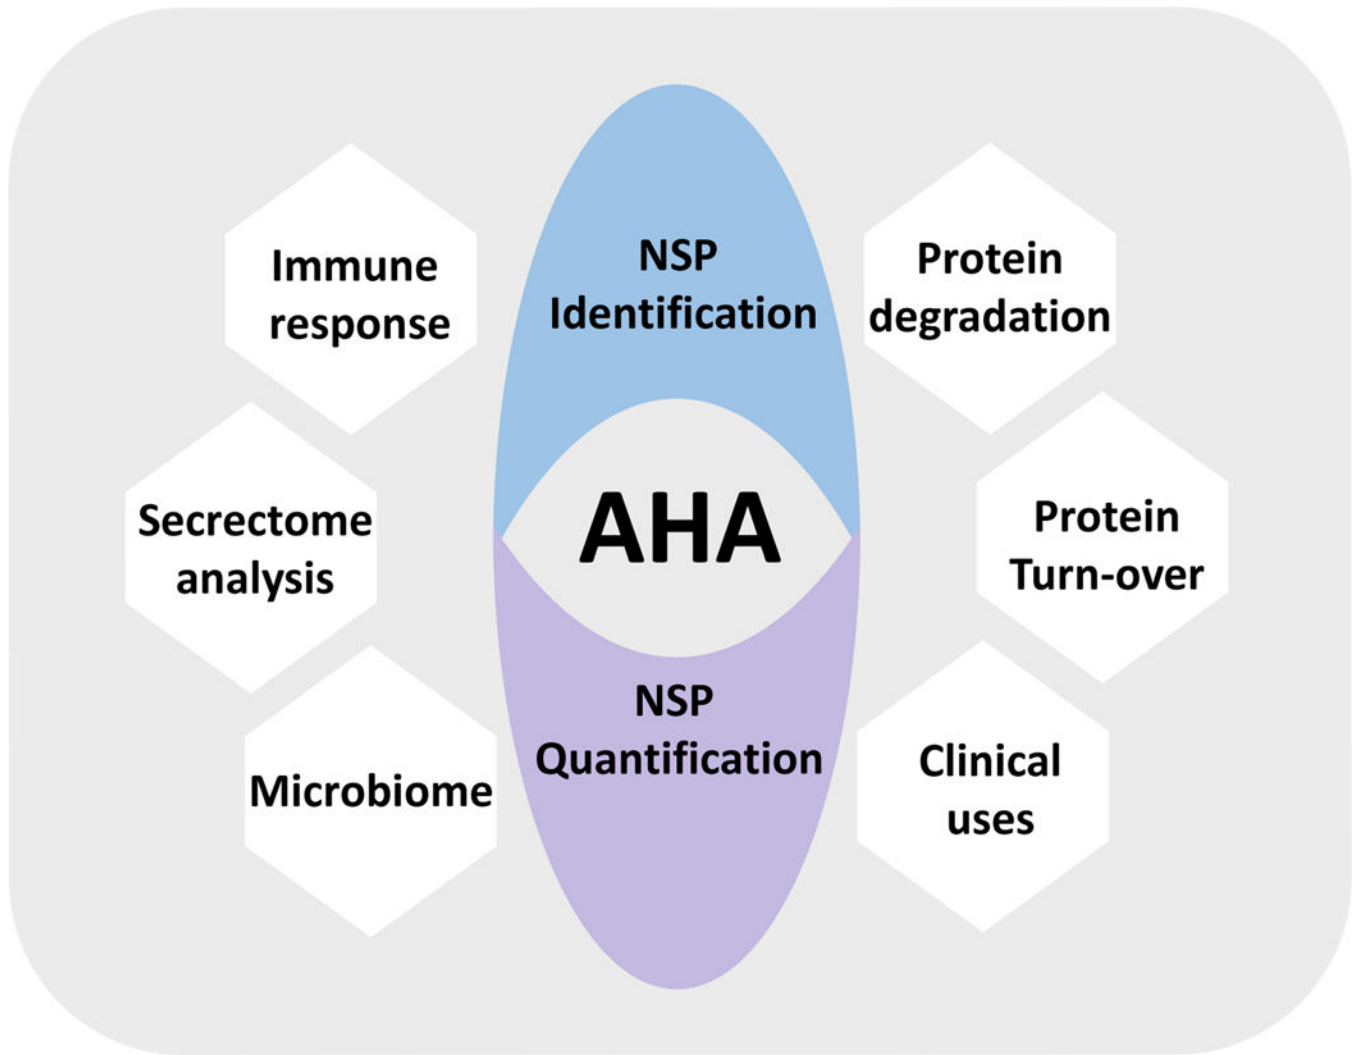 NSP
Identification
AHA
NSP
Quantification
Immune
response
Secrectome
analysis
Microbiome
Protein
degradation
Protein
Turn-over
Clinical
uses